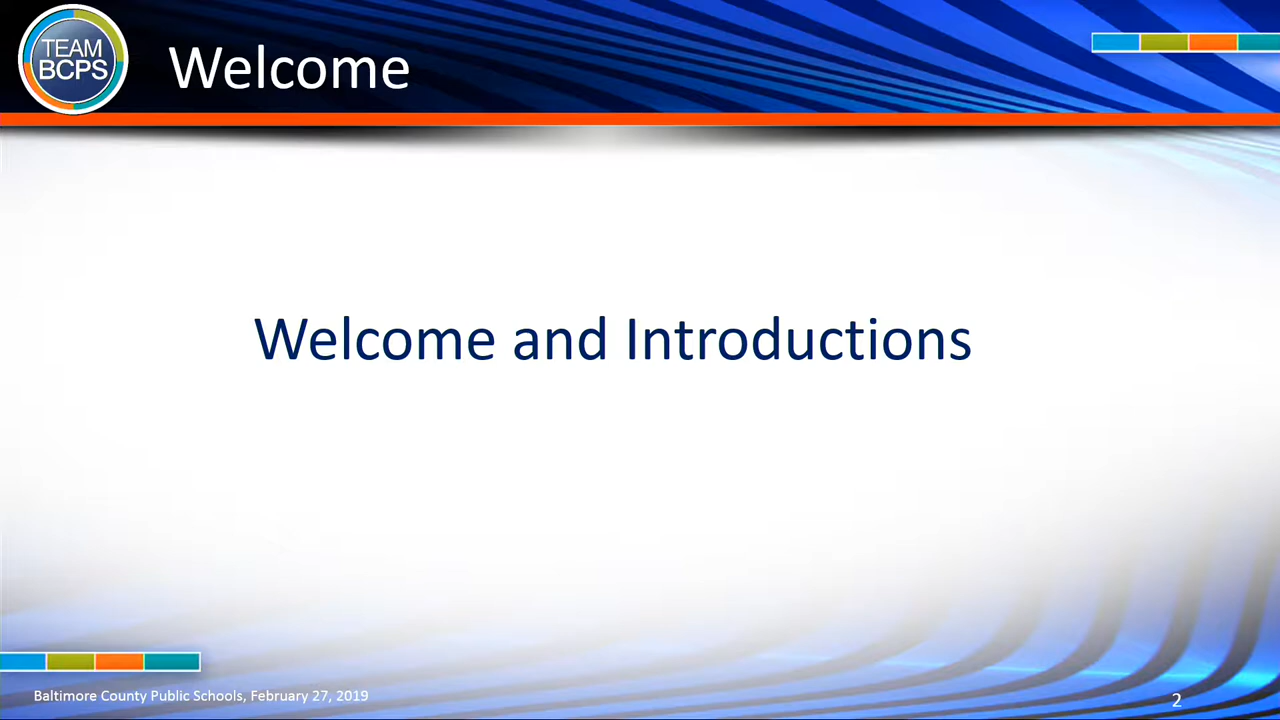 TEAM
BCPS
Welcome
Welcome and Introductions
Baltimore County Public Schools, February 27, 2019
2